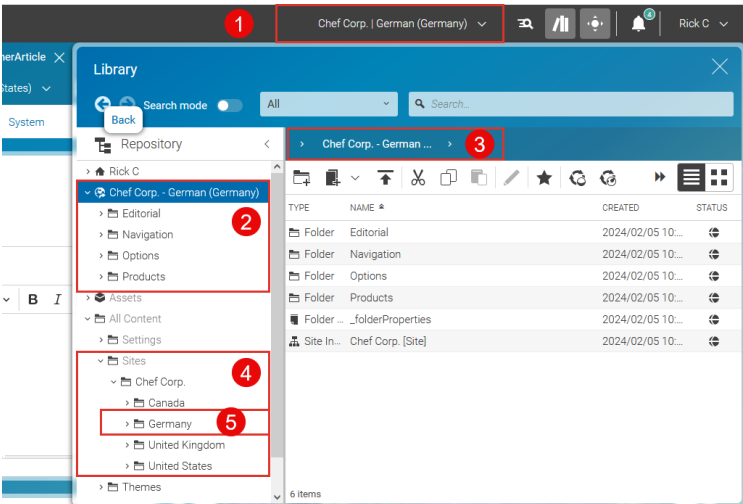 1
Chef Corp. | German (Germany)
4
Rick C
nerArticle
Library
States)
Search mode
All
Search...
Back
System
Repository
Chef Corp. - German ...
3
Rick C
Chef Corp. - German (Germany)
Editorial
2
Navigation
Options
Products
Assets
All Content
Settings
Sites
Chef Corp.
4
Canada
Germany
5
United Kingdom
United States
Themes
B I
TYPE NAME CREATED STATUS
Folder Editorial 2024/02/05 10:...
Folder Navigation 2024/02/05 10:...
Folder Options 2024/02/05 10:...
Folder Products 2024/02/05 10:...
Folder ... _folderProperties 2024/02/05 10:...
Site In... Chef Corp. [Site] 2024/02/05 10:...
6 items